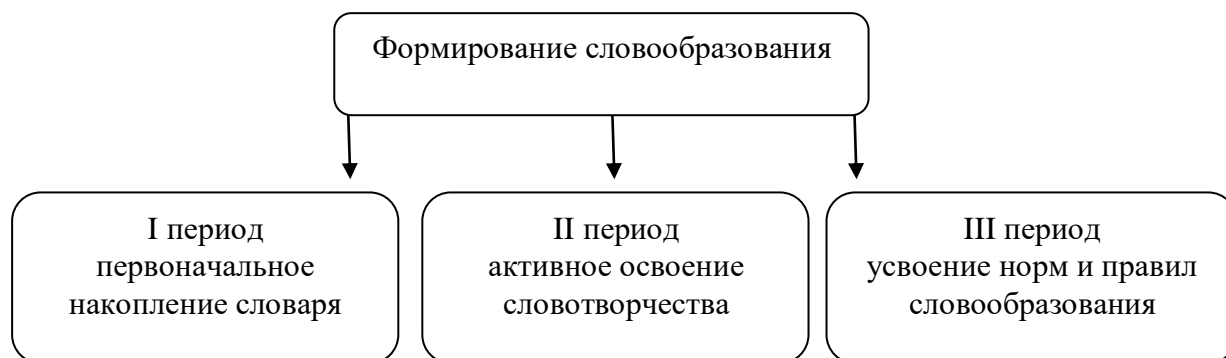 Формирование словообразования
I период
первоначальное
накопление словаря
II период
активное освоение
словотворчества
III период
усвоение норм и правил
словообразования